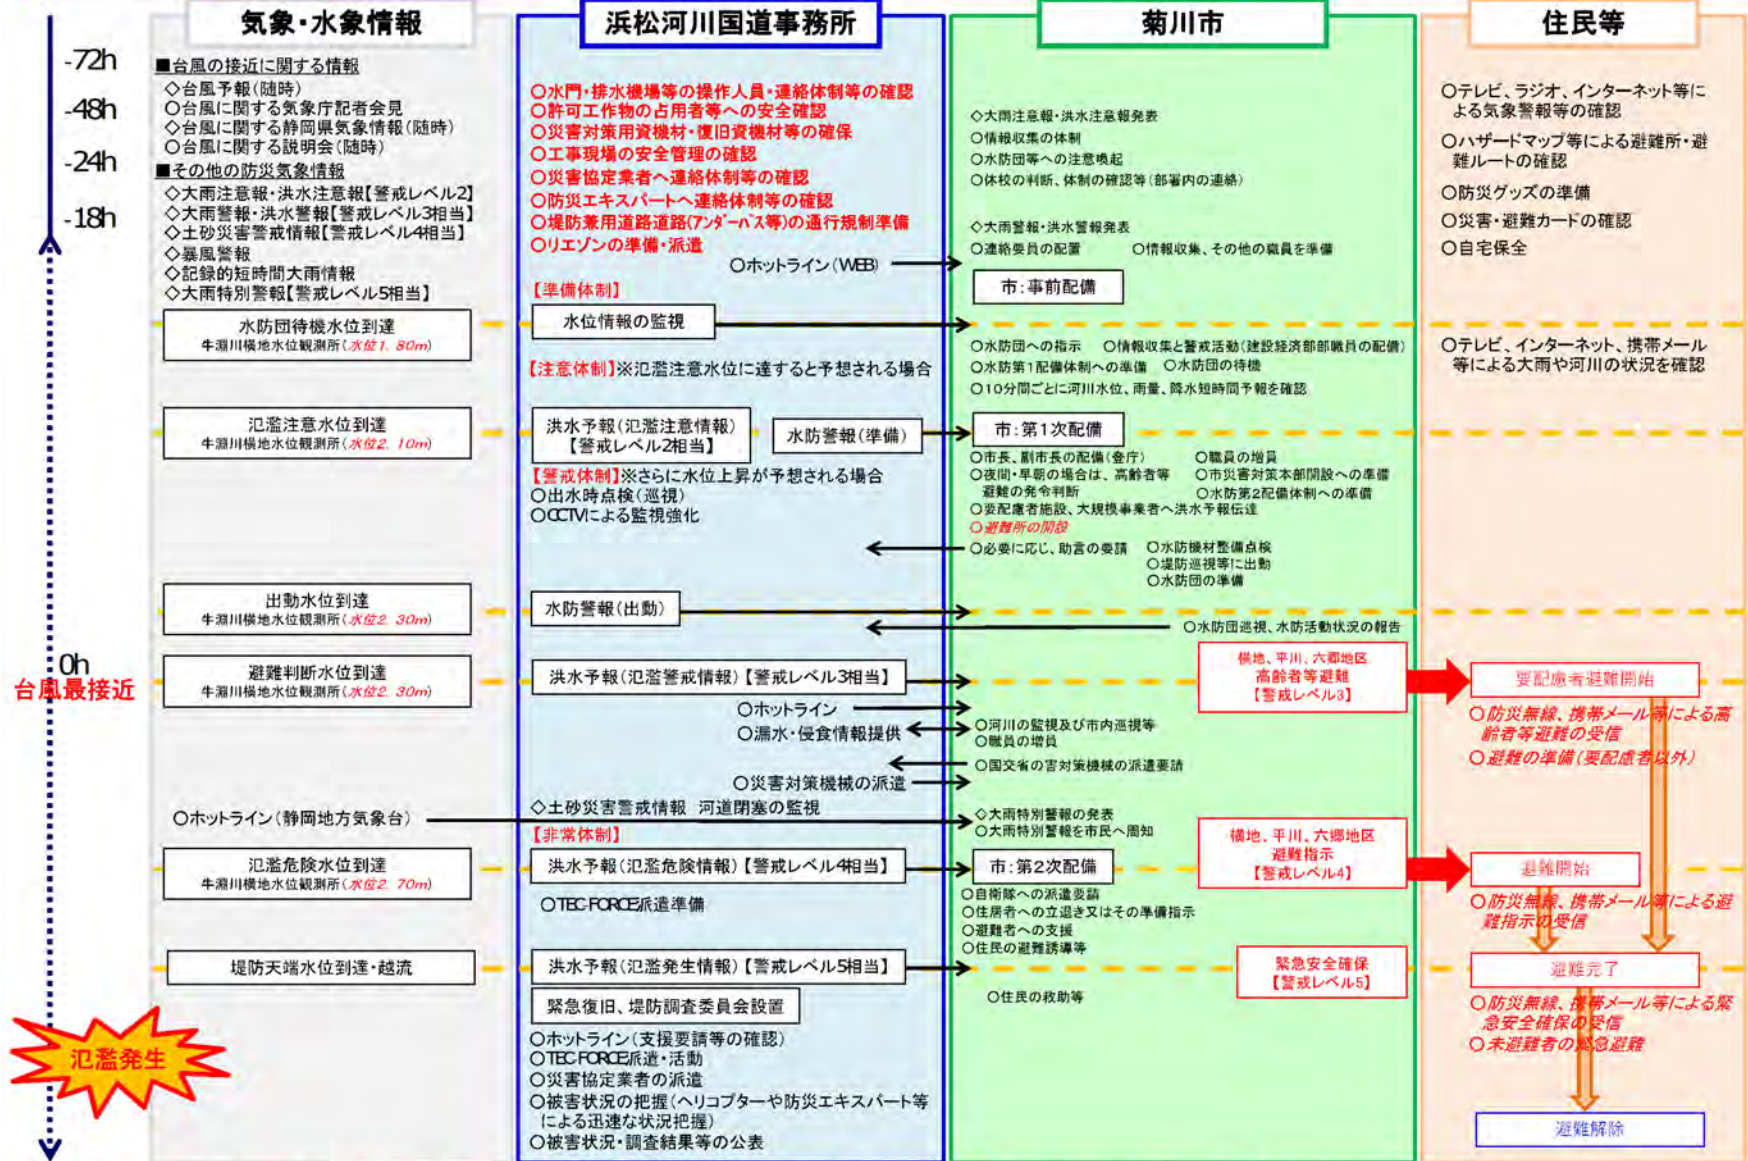 気象・水象情報
浜松河川国道事務所
菊川市
住民等
-72h
-48h
-24h
-18h
0h
台風最接近
氾濫発生
■台風の接近に関する情報
◇台風予報(随時)
○台風に関する気象庁記者会見
◇台風に関する静岡県気象情報(随時)
○台風に関する説明会(随時)
■その他の防災気象情報
◇大雨注意報・洪水注意報【警戒レベル2】
◇大雨警報・洪水警報【警戒レベル3相当】
◇土砂災害警戒情報【警戒レベル4相当】
◇暴風警報
◇記録的短時間大雨情報
◇大雨特別警報【警戒レベル5相当】
水防団待機水位到達
牛淵川横地水位観測所(水位1.80m)
氾濫注意水位到達
牛淵川横地水位観測所(水位2.10m)
出動水位到達
牛淵川横地水位観測所(水位2.30m)
避難判断水位到達
牛淵川横地水位観測所(水位2.30m)
○ホットライン(静岡地方気象台)
氾濫危険水位到達
牛淵川横地水位観測所(水位2.70m)
堤防天端水位到達・越流
○水門・排水機場等の操作人員・連絡体制等の確認
○許可工作物の占用者等への安全確認
○災害対策用資機材・復旧資機材等の確保
○工事現場の安全管理の確認
○災害協定業者へ連絡体制等の確認
○防災エキスパートへ連絡体制等の確認
○堤防兼用道路道路(アンダーパス等)の通行規制準備
○リエゾンの準備・派遣
○ホットライン(WEB)
【準備体制】
水位情報の監視
【注意体制】※氾濫注意水位に達すると予想される場合
洪水予報(氾濫注意情報)
【警戒レベル2相当】
水防警報(準備)
【警戒体制】※さらに水位上昇が予想される場合
○出水時点検(巡視)
○CCTVによる監視強化
水防警報(出動)
洪水予報(氾濫警戒情報)【警戒レベル3相当】
○ホットライン
○漏水・侵食情報提供
○災害対策機械の派遣
◇土砂災害警戒情報 河道閉塞の監視
【非常体制】
洪水予報(氾濫危険情報)【警戒レベル4相当】
○TEC-FORCE派遣準備
洪水予報(氾濫発生情報)【警戒レベル5相当】
緊急復旧、堤防調査委員会設置
○ホットライン(支援要請等の確認)
○TEC-FORCE派遣・活動
○災害協定業者の派遣
○被害状況の把握(ヘリコプターや防災エキスパート等
による迅速な状況把握)
○被害状況・調査結果等の公表
◇大雨注意報・洪水注意報発表
○情報収集の体制
○水防団等への注意喚起
○休校の判断、体制の確認等(部署内の連絡)
◇大雨警報・洪水警報発表
○連絡要員の配置 ○情報収集、その他の職員を準備
市:事前配備
○水防団への指示 ○情報収集と警戒活動(建設経済部部職員の配備)
○水防第1配備体制への準備 ○水防団の待機
○10分間ごとに河川水位、雨量、降水短時間予報を確認
市:第1次配備
○市長、副市長の配備(登庁) ○職員の増員
○夜間・早朝の場合は、高齢者等 ○市災害対策本部開設への準備
避難の発令判断 ○水防第2配備体制への準備
○要配慮者施設、大規模事業者へ洪水予報伝達
○避難所の開設
○必要に応じ、助言の要請 ○水防機材整備点検
○堤防巡視等に出動
○水防団の準備
○水防団巡視、水防活動状況の報告
横地、平川、六郷地区
高齢者等避難
【警戒レベル3】
○河川の監視及び市内巡視等
○職員の増員
○国交省の害対策機械の派遣要請
◇大雨特別警報の発表
○大雨特別警報を市民へ周知
横地、平川、六郷地区
避難指示
【警戒レベル4】
市:第2次配備
○自衛隊への派遣要請
○住居者への立退き又はその準備指示
○避難者への支援
○住民の避難誘導等
緊急安全確保
【警戒レベル5】
○住民の救助等
○テレビ、ラジオ、インターネット等に
よる気象警報等の確認
○ハザードマップ等による避難所・避
難ルートの確認
○防災グッズの準備
○災害・避難カードの確認
○自宅保全
○テレビ、インターネット、携帯メール
等による大雨や河川の状況を確認
要配慮者避難開始
○防災無線、携帯メール等による高
齢者等避難の受信
○避難の準備(要配慮者以外)
避難開始
○防災無線、携帯メール等による避
難指示の受信
避難完了
○防災無線、携帯メール等による緊
急安全確保の受信
○未避難者の緊急避難
避難解除